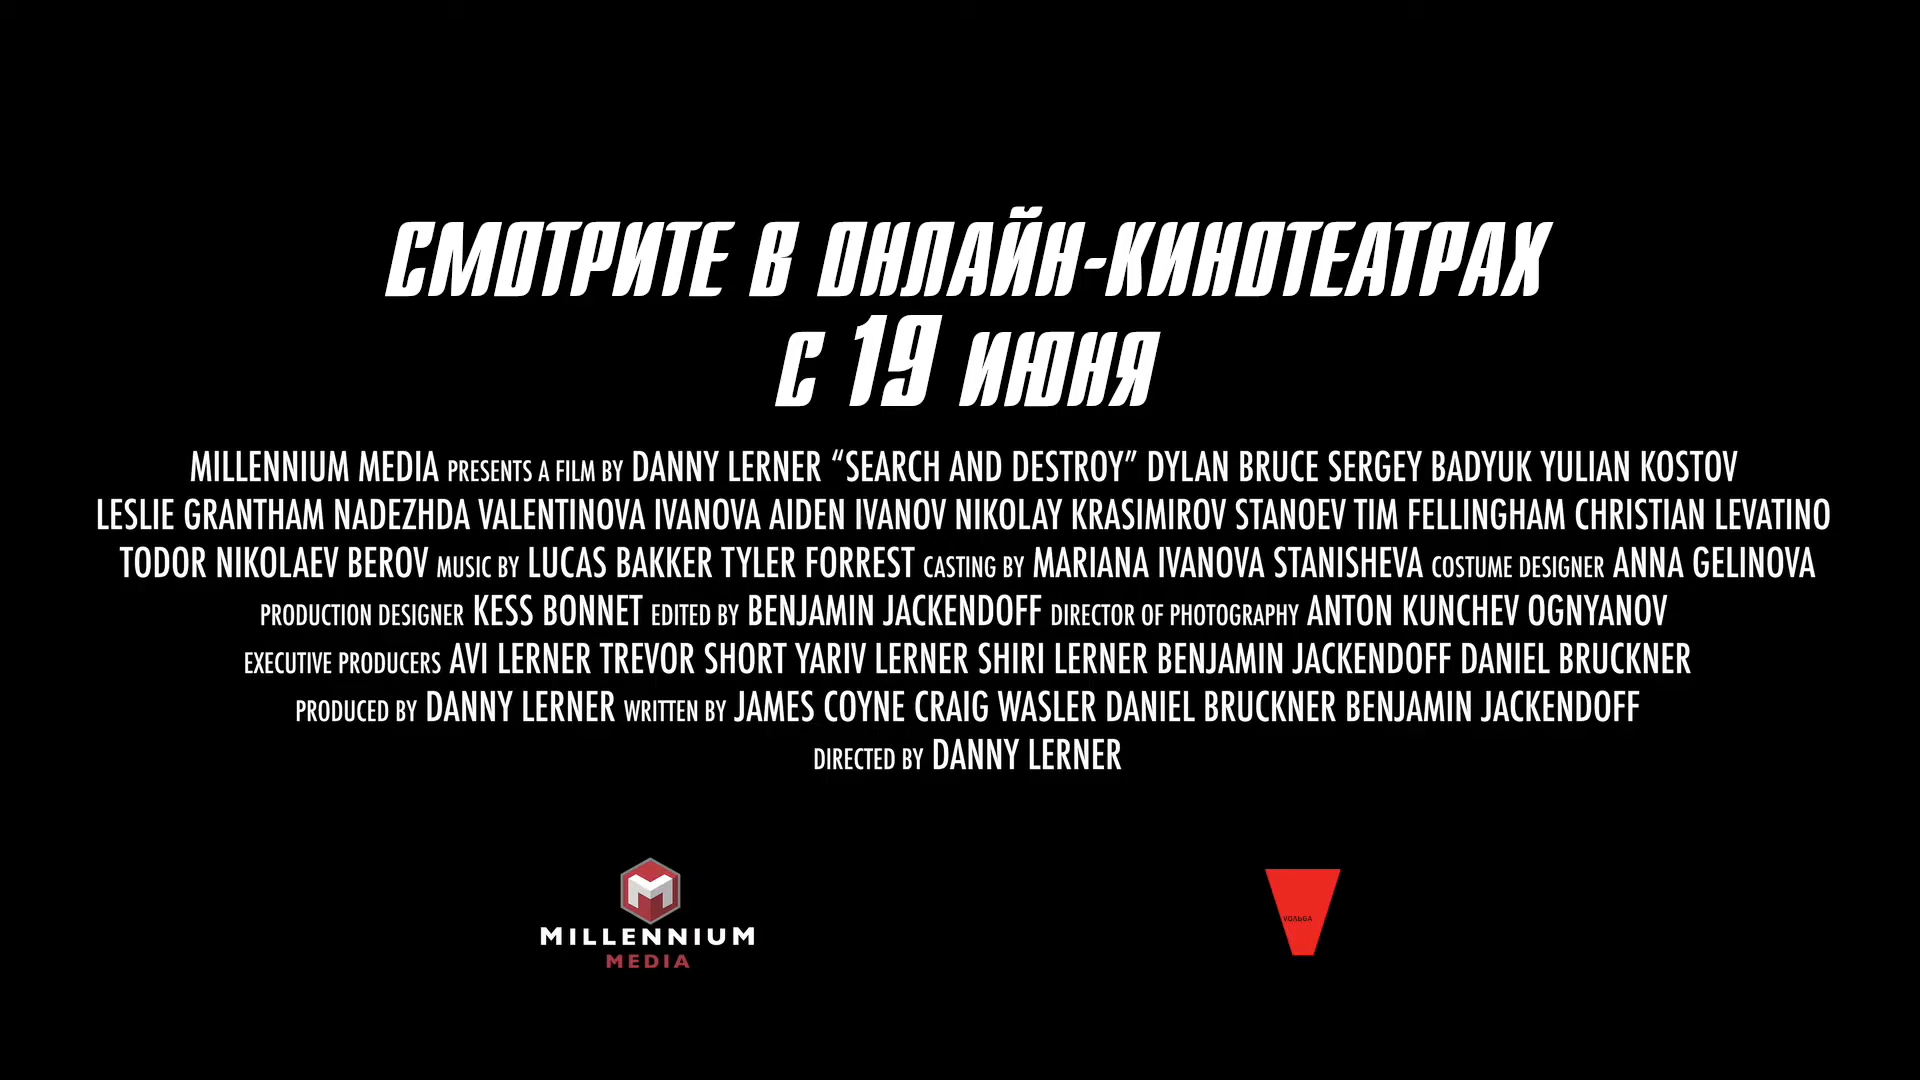 СМОТРИТЕ В ОНЛАЙН-КИНОТЕАТРАХ
С 19 ИЮНЯ
MILLENNIUM MEDIA PRESENTS A FILM BY DANNY LERNER “SEARCH AND DESTROY” DYLAN BRUCE SERGEY BADYUK YULIAN KOSTOV
LESLIE GRANTHAM NADEZHDA VALENTINOVA IVANOVA AIDEN IVANOV NIKOLAY KRASIMIROV STANOEV TIM FELLINGHAM CHRISTIAN LEVATINO
TODOR NIKOLAEV BEROV MUSIC BY LUCAS BAKKER TYLER FORREST CASTING BY MARIANA IVANOVA STANISHEVA COSTUME DESIGNER ANNA GELINOVA
PRODUCTION DESIGNER KESS BONNET EDITED BY BENJAMIN JACKENDOFF DIRECTOR OF PHOTOGRAPHY ANTON KUNCHEV OGNYANOV
EXECUTIVE PRODUCERS AVI LERNER TREVOR SHORT YARIV LERNER SHIRI LERNER BENJAMIN JACKENDOFF DANIEL BRUCKNER
PRODUCED BY DANNY LERNER WRITTEN BY JAMES COYNE CRAIG WASLER DANIEL BRUCKNER BENJAMIN JACKENDOFF
DIRECTED BY DANNY LERNER
MILLENNIUM
MEDIA
VОЛЬGА